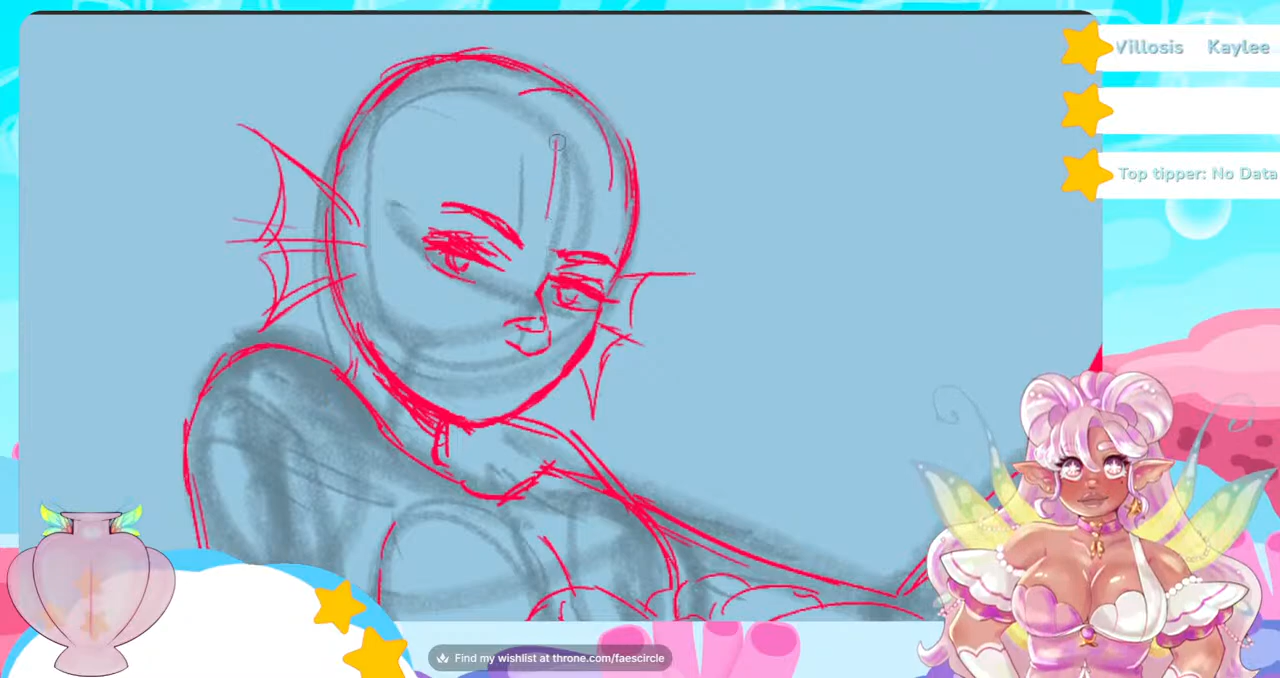 Villosis Kaylee
Top tipper: No Data
Find my wishlist at throne.com/faescircle